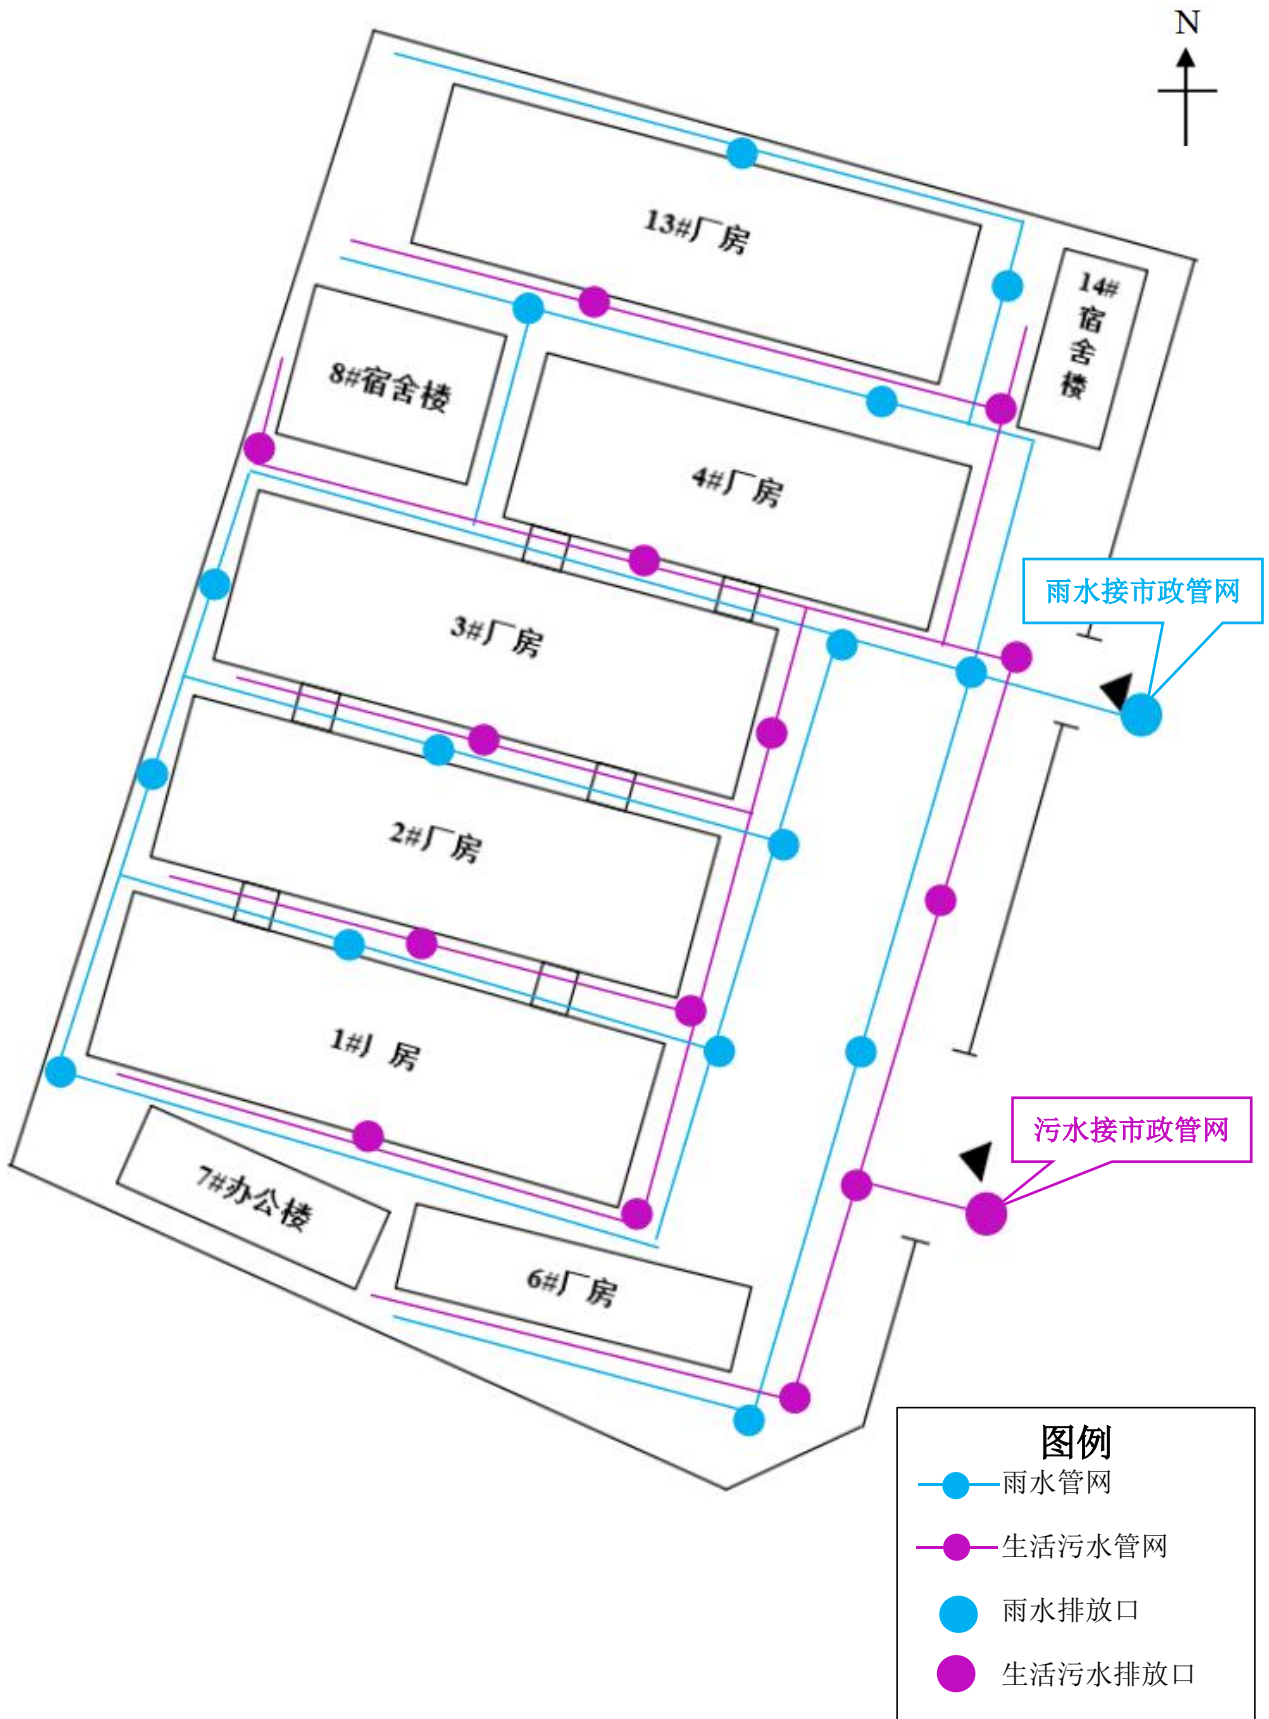 N
13#厂房
14#
宿
舍
楼
8#宿舍楼
4#厂房
雨水接市政管网
3#厂房
2#厂房
1#厂房
污水接市政管网
7#办公楼
6#厂房
图例
雨水管网
生活污水管网
雨水排放口
生活污水排放口